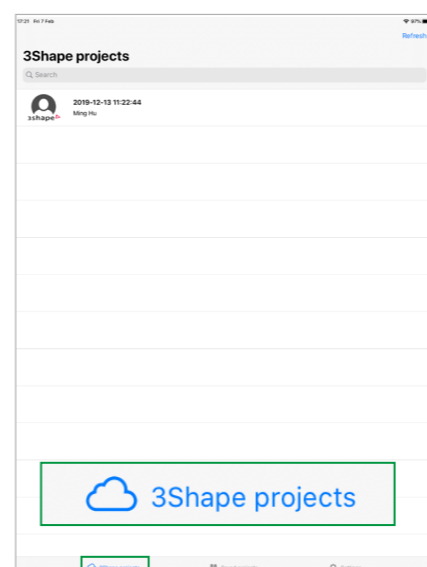 17:21 Fri 7 Feb
97%
Refresh
3Shape projects
Search
2019-12-13 11:22:44
Ming Hu
3shape
3Shape projects